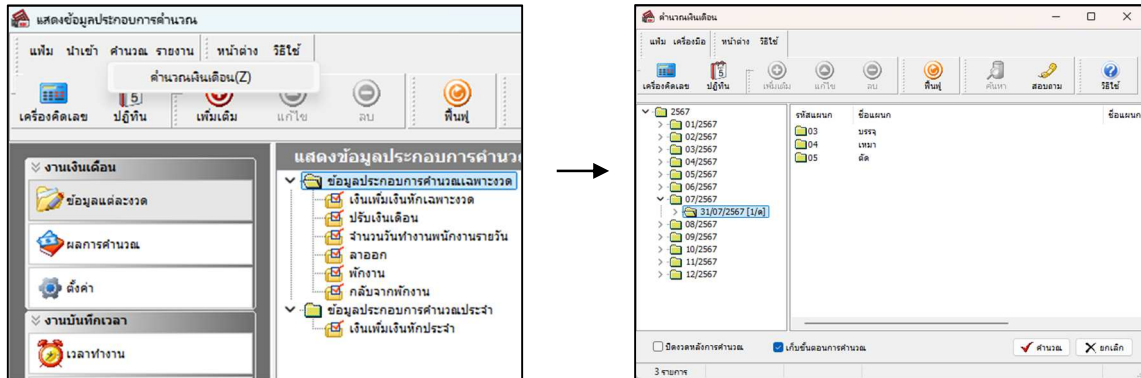 แสดงข้อมูลประกอบการคำนวณ
แฟ้ม นำเข้า คำนวณ รายงาน หน้าต่าง วิธีใช้
คำนวณเงินเดือน(Z)
เครื่องคิดเลข ปฏิทิน เพิ่มเติม แก้ไข ลบ ฟื้นฟู
งานเงินเดือน
ข้อมูลแต่ละงวด
ผลการคำนวณ
ตั้งค่า
งานบันทึกเวลา
เวลาทำงาน
แสดงข้อมูลประกอบการคำนว
ข้อมูลประกอบการคำนวณเฉพาะงวด
เงินเพิ่มเงินหักเฉพาะงวด
ปรับเงินเดือน
จำนวนวันทำงานพนักงานรายวัน
ลาออก
พักงาน
กลับจากพักงาน
ข้อมูลประกอบการคำนวณประจำ
เงินเพิ่มเงินหักประจำ
คำนวณเงินเดือน
แฟ้ม เครื่องมือ หน้าต่าง วิธีใช้
เครื่องคิดเลข ปฏิทิน เพิ่มเติม แก้ไข ลบ ฟื้นฟู ค้นหา สอบถาม วิธีใช้
2567
01/2567
02/2567
03/2567
04/2567
05/2567
06/2567
07/2567
31/07/2567 [1/ด]
08/2567
09/2567
10/2567
11/2567
12/2567
รหัสแผนก ชื่อแผนก ชื่อแผนก
03 บรรจุ
04 เหมา
05 ตัด
ปิดงวดหลังการคำนวณ เก็บขั้นตอนการคำนวณ คำนวณ ยกเลิก
3 รายการ